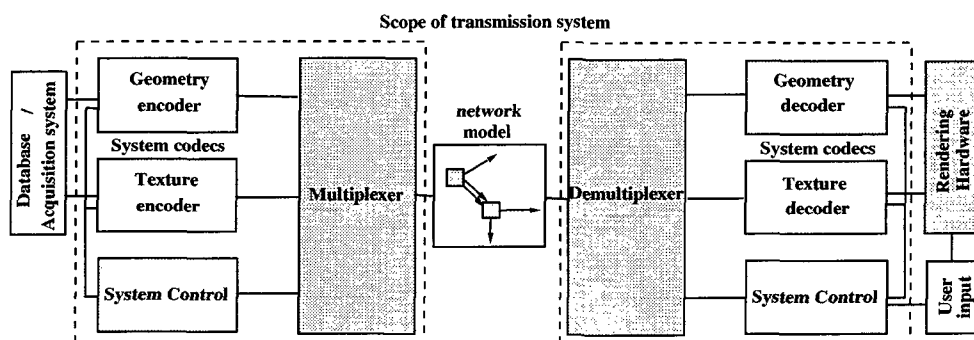 Scope of transmission system
Database /
Acquisition system
Geometry
encoder
System codecs
Texture
encoder
System Control
Multiplexer
network
model
Demultiplexer
Geometry
decoder
System codecs
Texture
decoder
System Control
Rendering
Hardware
User
input